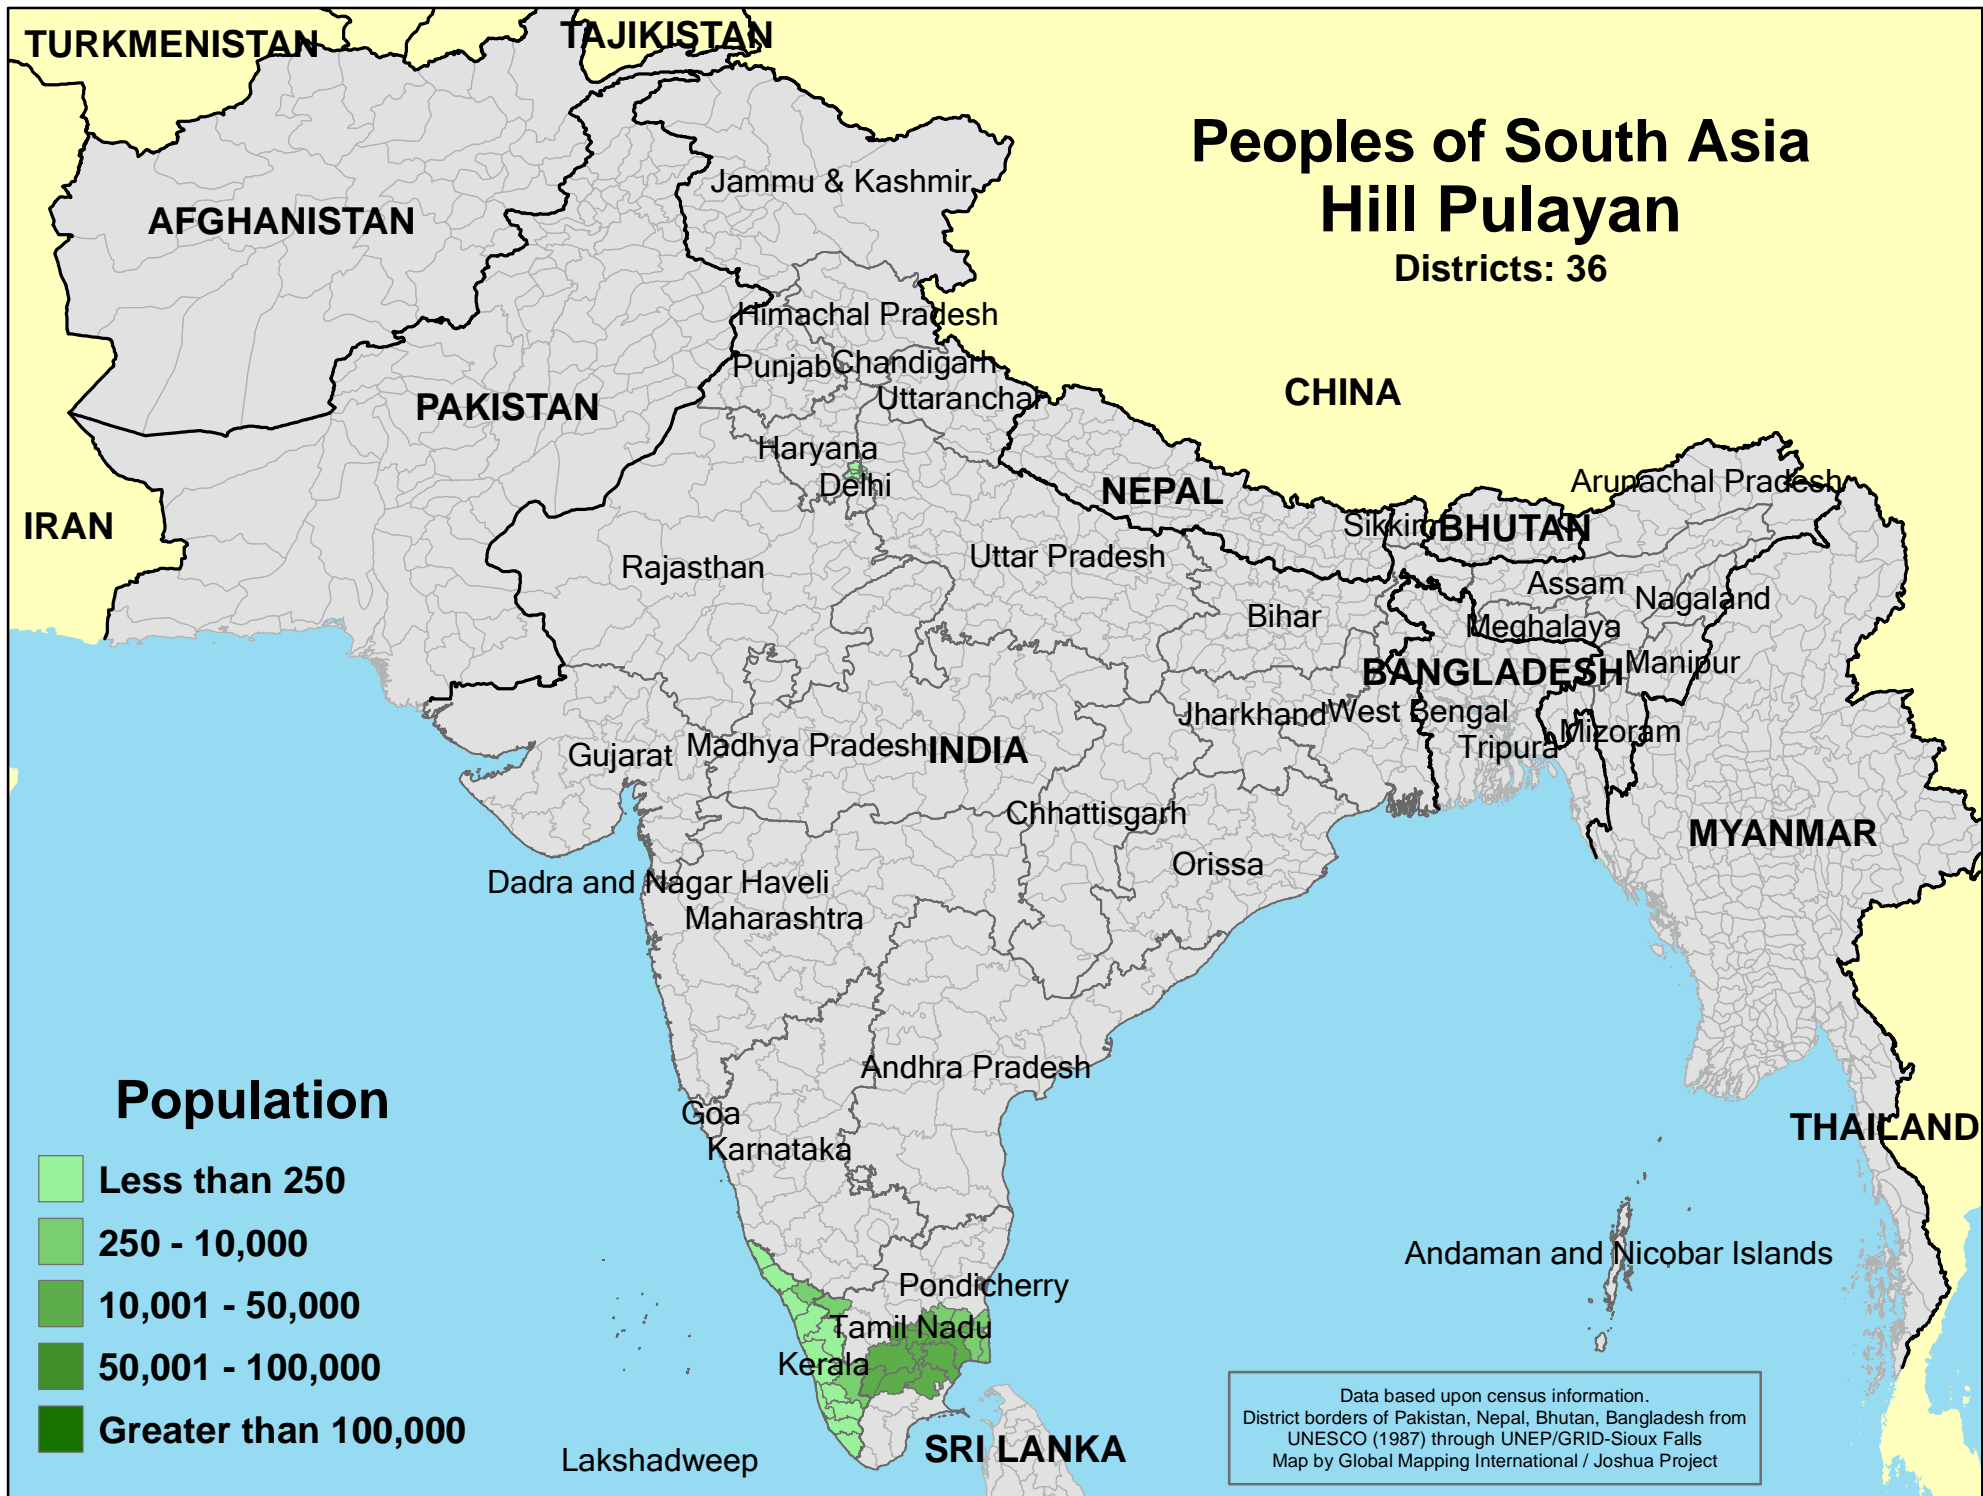 TURKMENISTAN
TAJIKISTAN
Peoples of South Asia
Hill Pulayan
Districts: 36
Jammu & Kashmir
AFGHANISTAN
Himachal Pradesh
Punjab
Chandigarh
Uttaranchal
PAKISTAN
CHINA
Haryana
Delhi
NEPAL
Arunachal Pradesh
IRAN
Sikkim
BHUTAN
Rajasthan
Uttar Pradesh
Assam
Nagaland
Bihar
Meghalaya
BANGLADESH
Manipur
Jharkhand
West Bengal
Mizoram
Gujarat
Madhya Pradesh
INDIA
Tripura
Chhattisgarh
MYANMAR
Orissa
Dadra and Nagar Haveli
Maharashtra
Andhra Pradesh
Goa
Karnataka
THAILAND
Population
Less than 250
250 - 10,000
10,001 - 50,000
50,001 - 100,000
Greater than 100,000
Andaman and Nicobar Islands
Pondicherry
Tamil Nadu
Kerala
Lakshadweep
SRI LANKA
Data based upon census information.
District borders of Pakistan, Nepal, Bhutan, Bangladesh from
UNESCO (1987) through UNEP/GRID-Sioux Falls
Map by Global Mapping International / Joshua Project